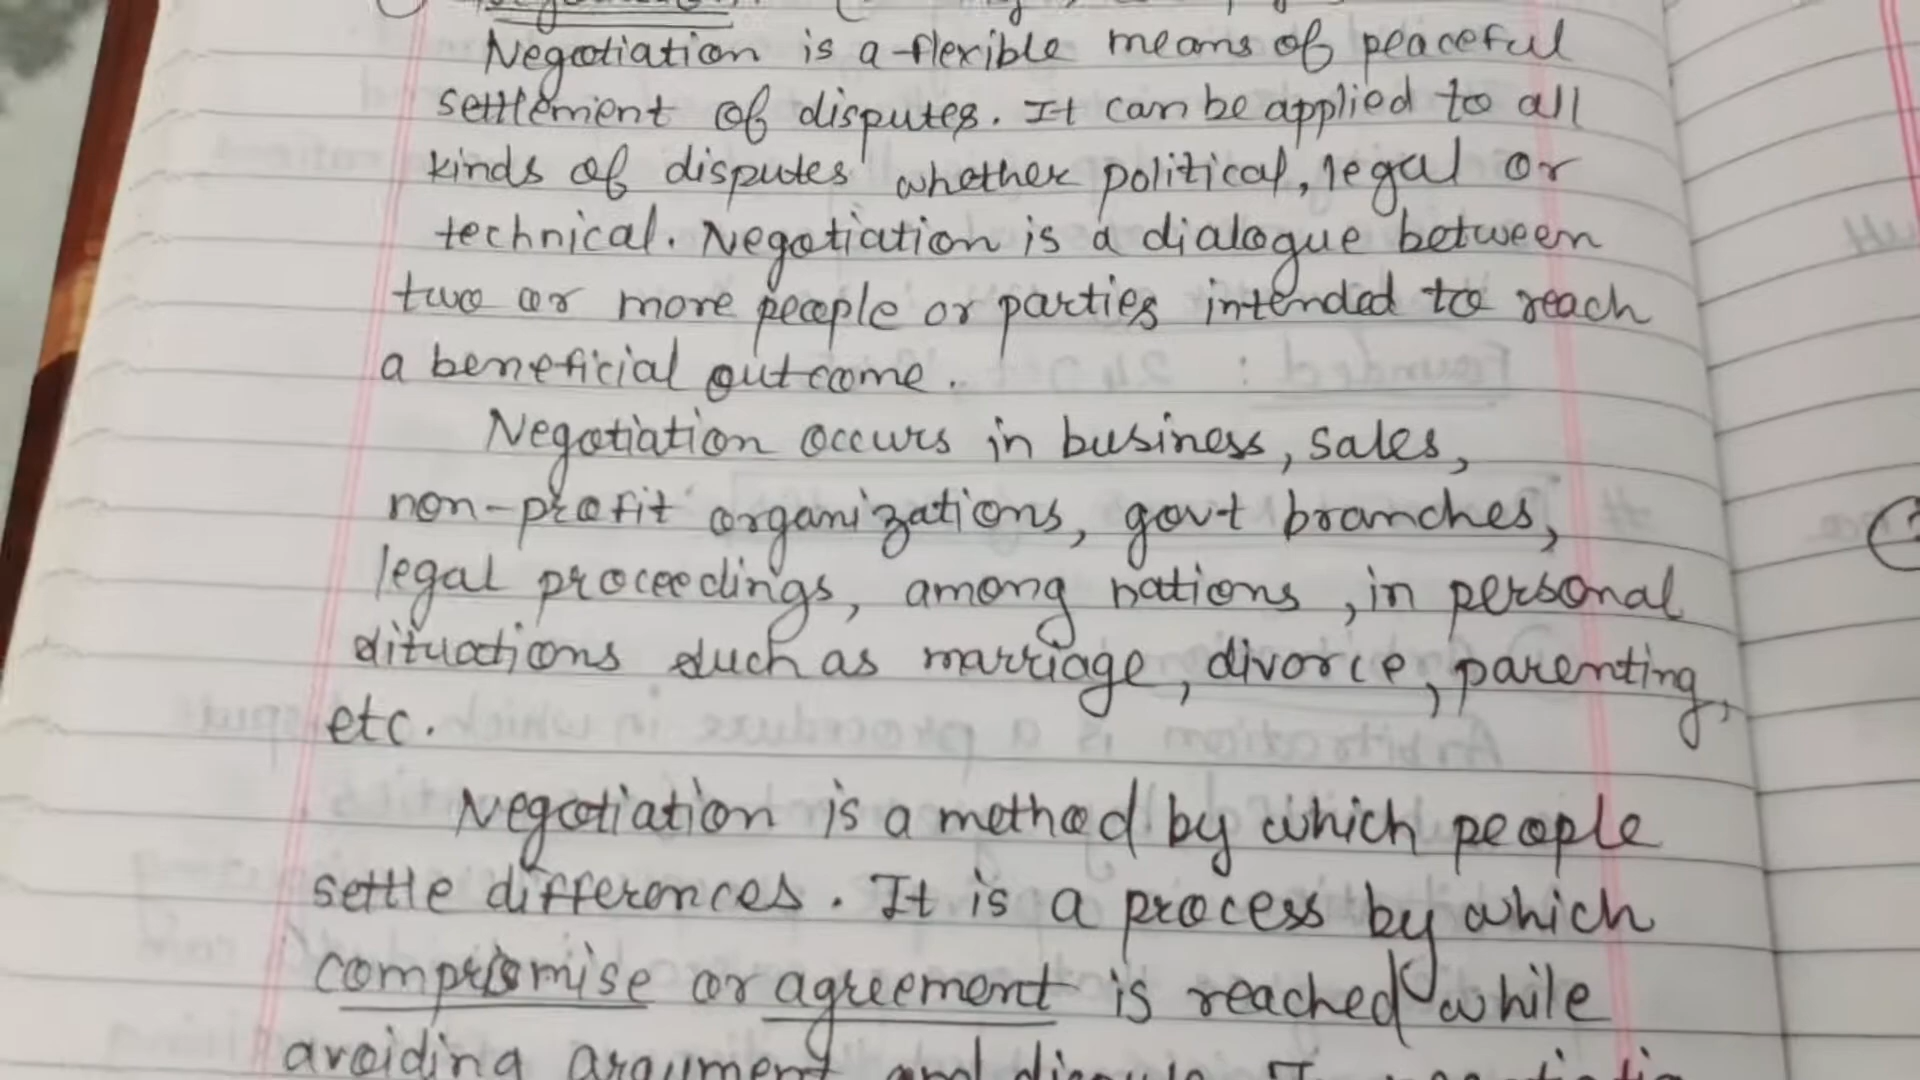 Negotiation is a flexible means of peaceful
settlement of disputes. It can be applied to all
kinds of disputes whether political, legal or
technical. Negotiation is a dialogue between
two or more people or parties intended to reach
a beneficial outcome.
Negotiation occurs in business, sales,
non-profit organizations, govt branches,
legal proceedings, among nations, in personal
situations such as marriage, divorce, parenting,
etc.
Negotiation is a method by which people
settle differences. It is a process by which
compromise or agreement is reached while
avoiding argument and